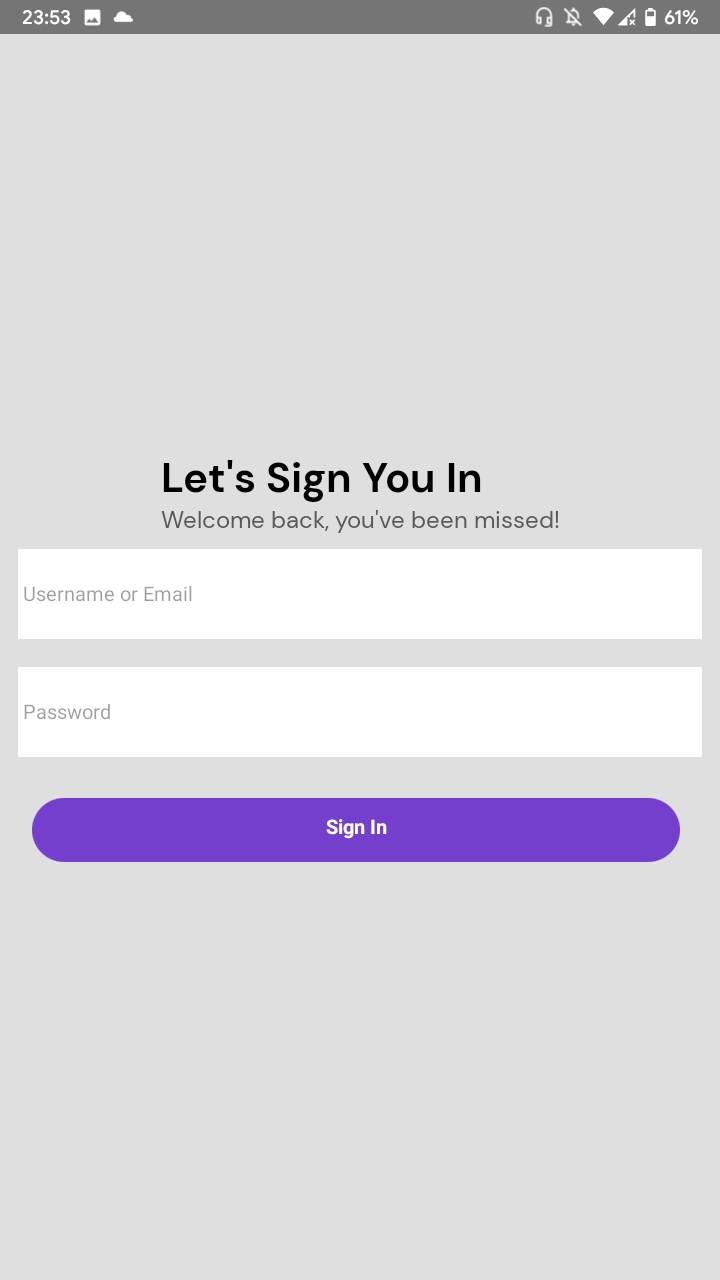 23:53 61%
Let's Sign You In
Welcome back, you've been missed!
Username or Email
Password
Sign In